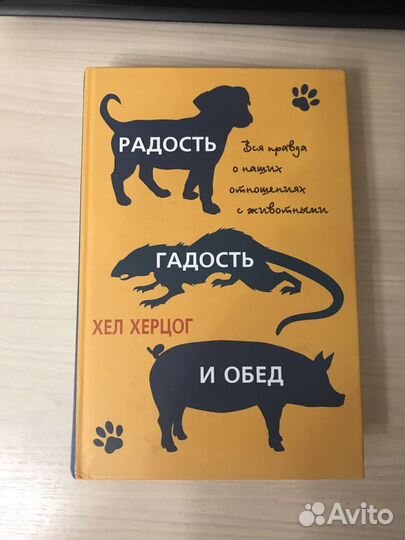 РАДОСТЬ
Вся правда
о наших
отношениях
с животными
ГАДОСТЬ
ХЕЛ ХЕРЦОГ
И ОБЕД
Avito